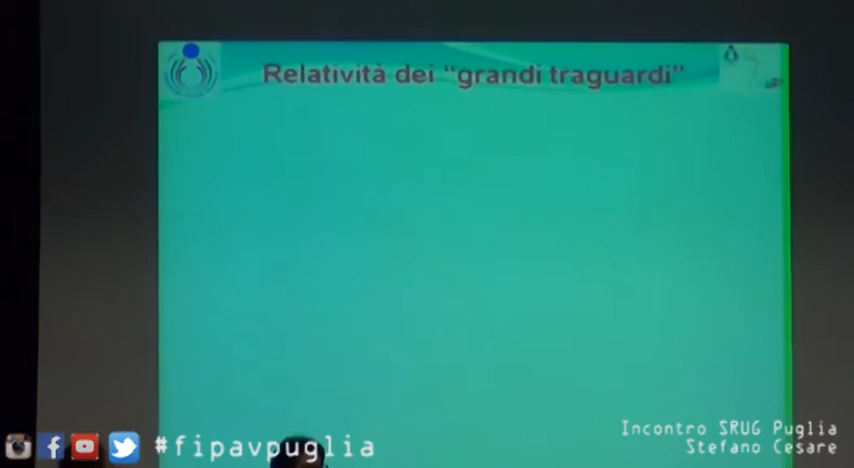 Relatività dei “grandi traguardi”
#fipavpuglia
Incontro SRUG Puglia
Stefano Cesare